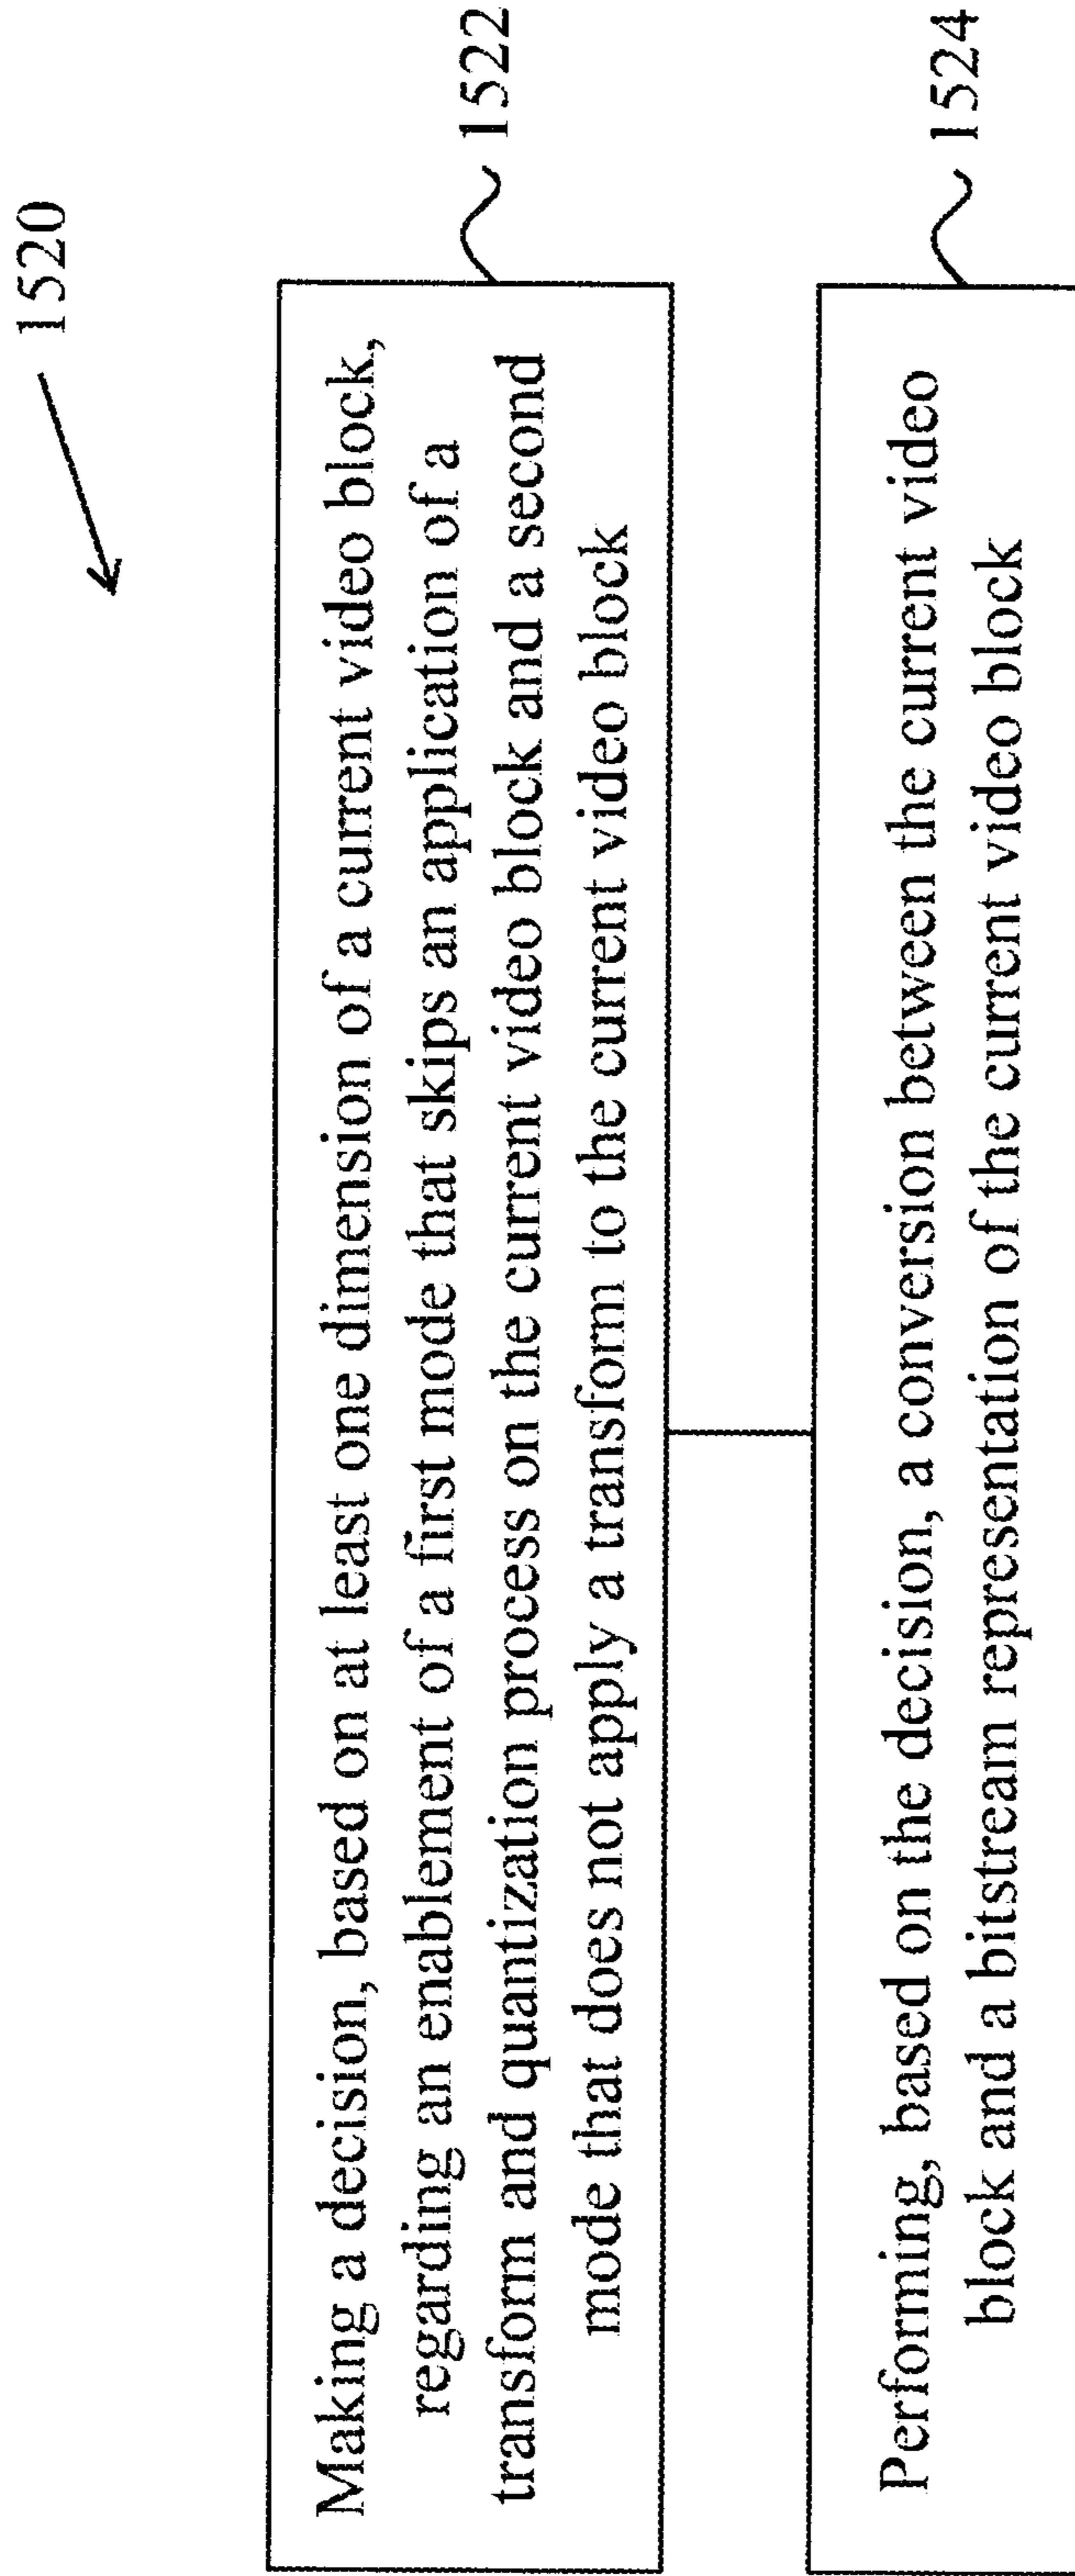 1520
Making a decision, based on at least one dimension of a current video block,
regarding an enablement of a first mode that skips an application of a
transform and quantization process on the current video block and a second
mode that does not apply a transform to the current video block
1522
Performing, based on the decision, a conversion between the current video
block and a bitstream representation of the current video block
1524